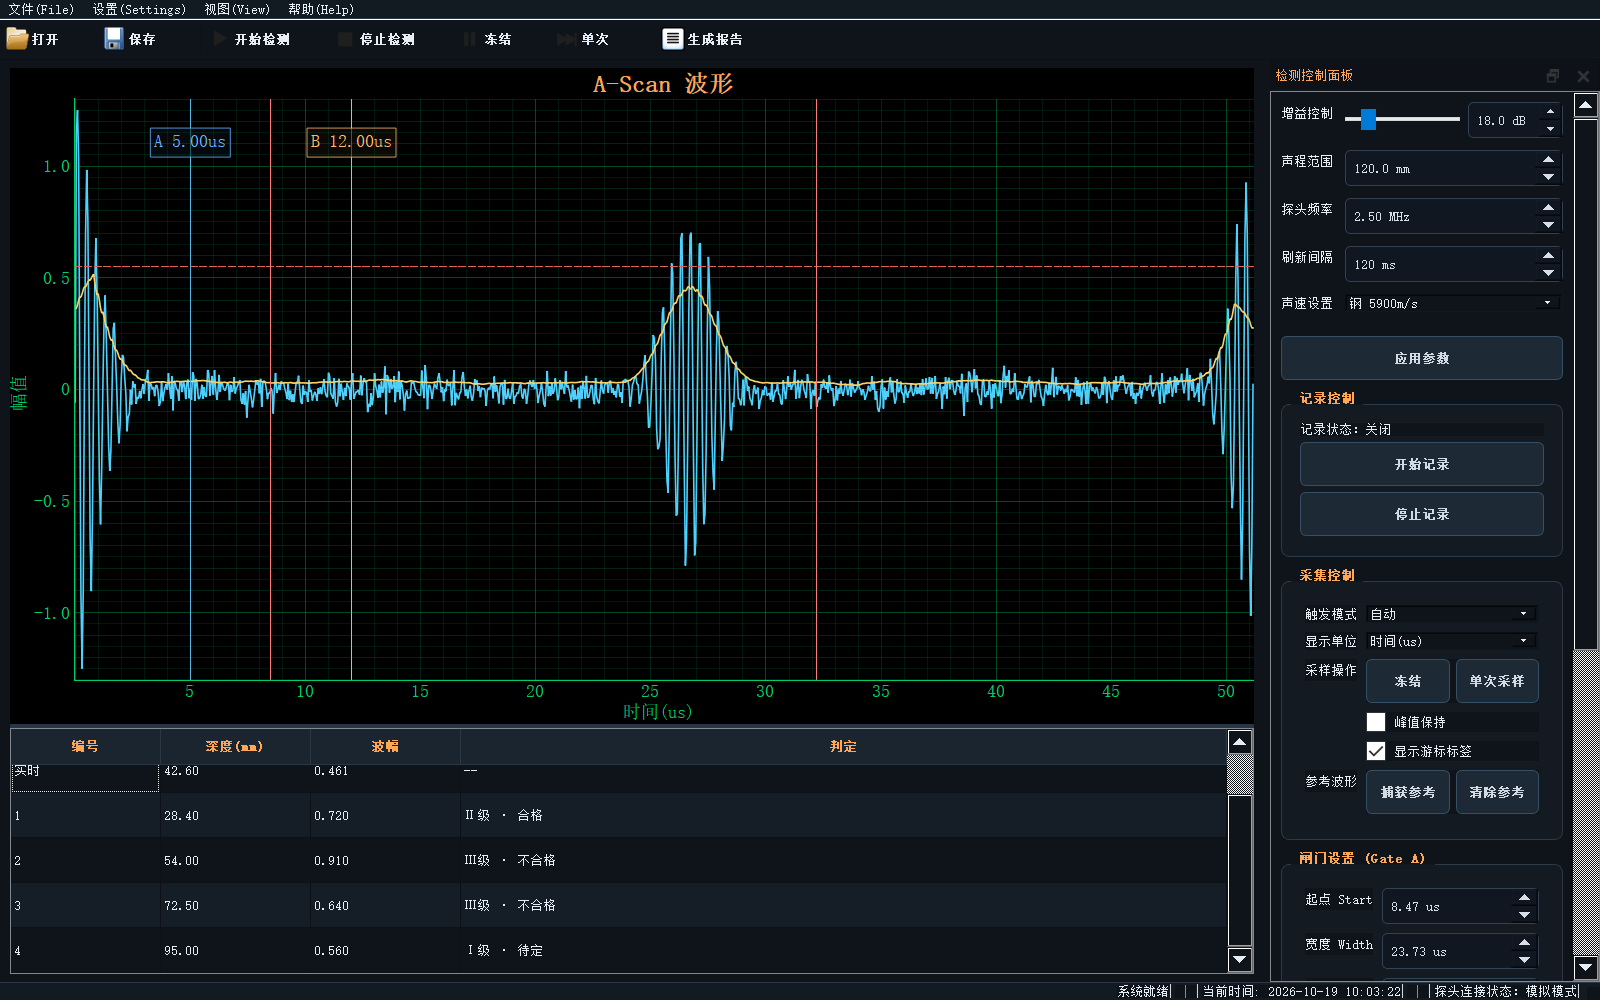 文件(File) 设置(Settings) 视图(View) 帮助(Help)
打开 保存 开始检测 停止检测 冻结 单次 生成报告
A-Scan 波形
A 5.00us
B 12.00us
1.0
0.5
0
-0.5
-1.0
幅值
5 10 15 20 25 30 35 40 45 50
时间(us)
编号 深度(mm) 波幅 判定
实时 42.60 0.461 --
1 28.40 0.720 II级 · 合格
2 54.00 0.910 III级 · 不合格
3 72.50 0.640 III级 · 不合格
4 95.00 0.560 I级 · 待定
检测控制面板
增益控制 18.0 dB
声程范围 120.0 mm
探头频率 2.50 MHz
刷新间隔 120 ms
声速设置 钢 5900m/s
应用参数
记录控制
记录状态: 关闭
开始记录
停止记录
采集控制
触发模式 自动
显示单位 时间(us)
采样操作 冻结 单次采样
峰值保持
显示游标标签
参考波形 捕获参考 清除参考
闸门设置 (Gate A)
起点 Start 8.47 us
宽度 Width 23.73 us
系统就绪| | |当前时间: 2026-10-19 10:03:22| | |探头连接状态: 模拟模式|